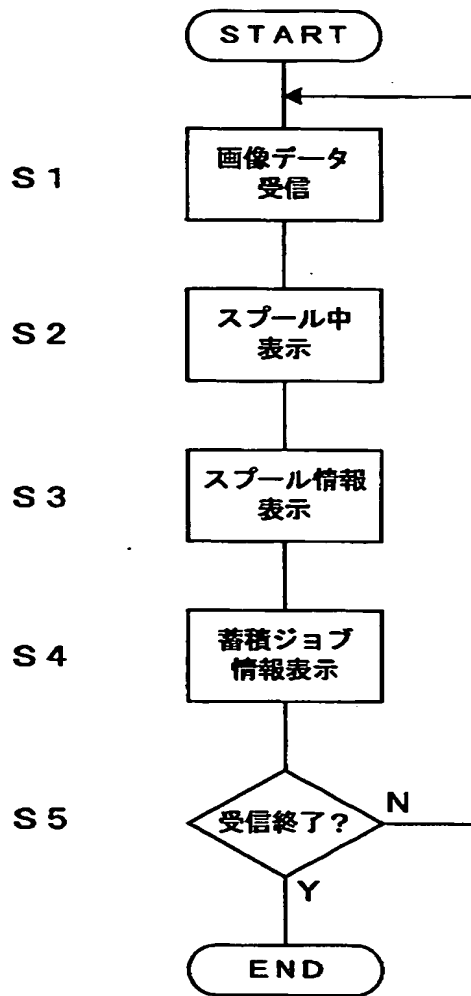 START
S1
画像データ
受信
S2
スプール中
表示
S3
スプール情報
表示
S4
蓄積ジョブ
情報表示
S5
受信終了？
N
Y
END